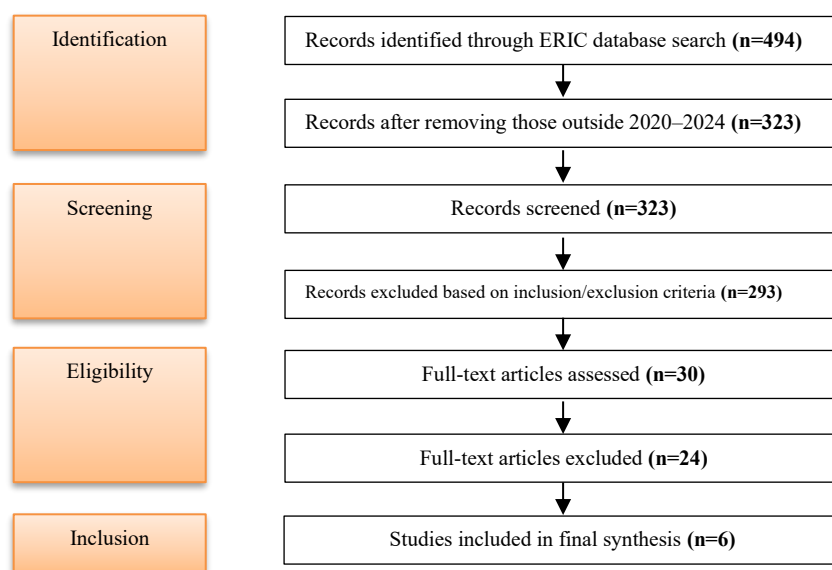 Identification
Records identified through ERIC database search (n=494)
Records after removing those outside 2020–2024 (n=323)
Screening
Records screened (n=323)
Records excluded based on inclusion/exclusion criteria (n=293)
Eligibility
Full-text articles assessed (n=30)
Full-text articles excluded (n=24)
Inclusion
Studies included in final synthesis (n=6)